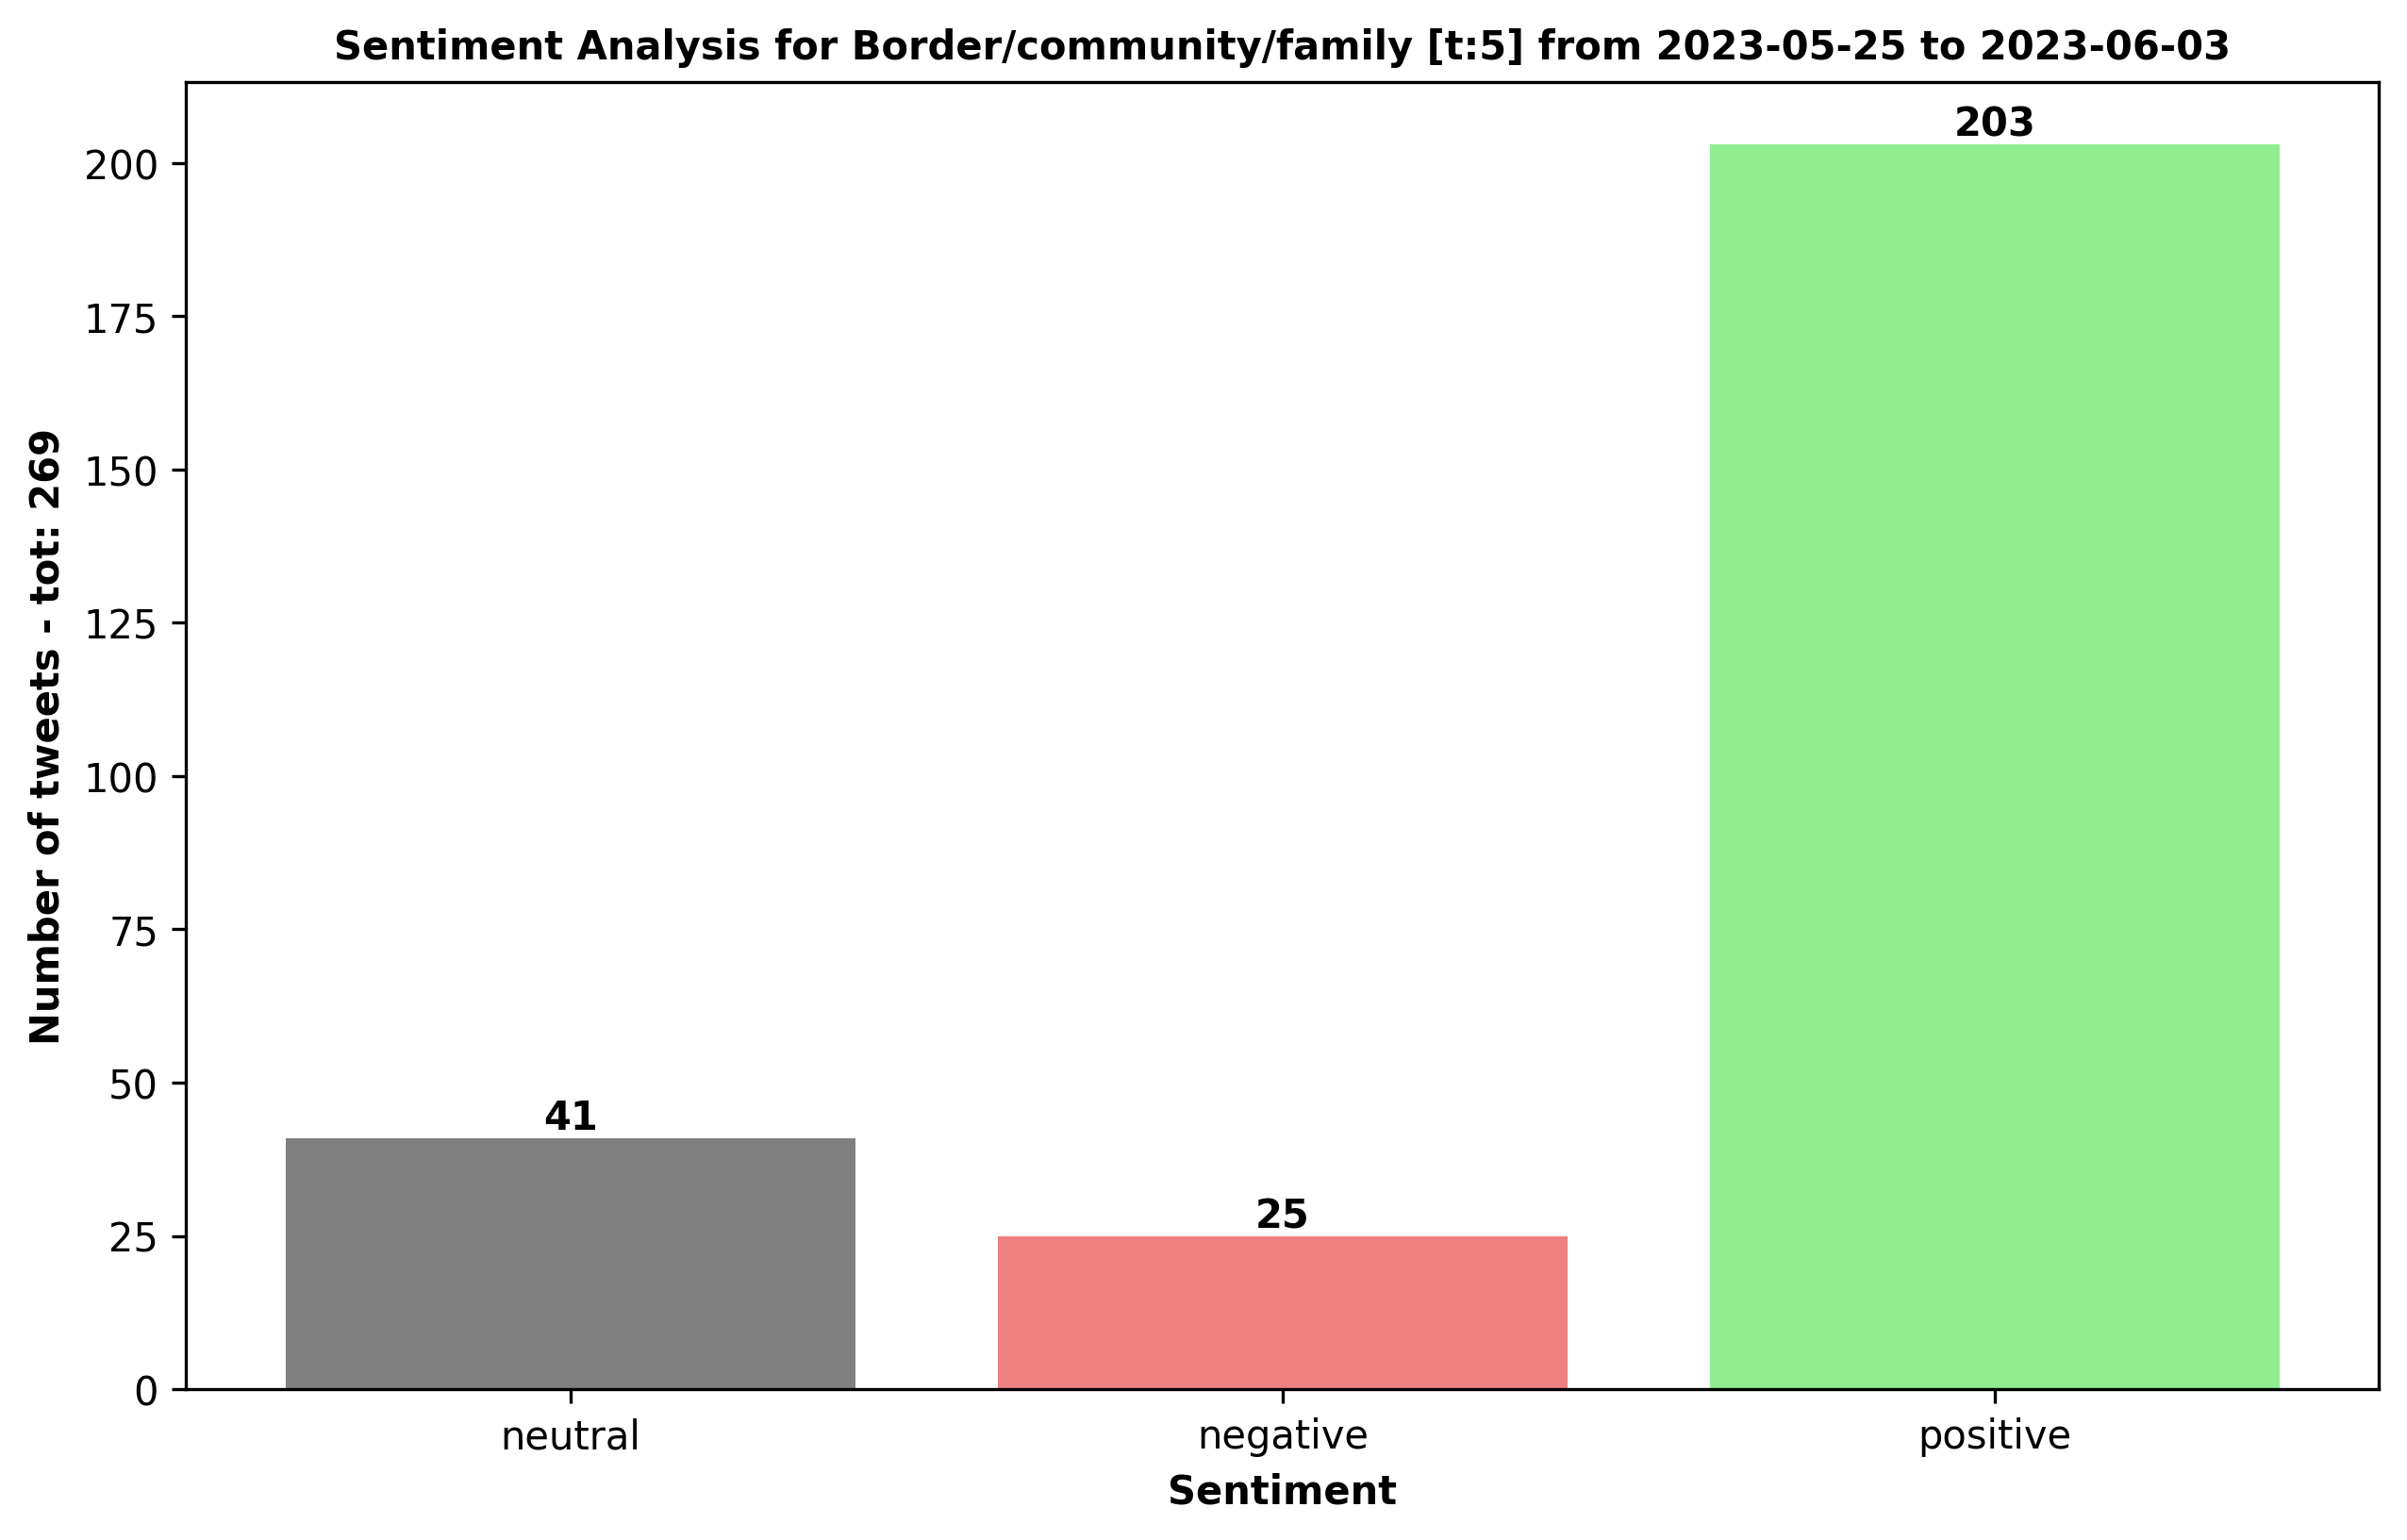 Sentiment Analysis for Border/community/family [t:5] from 2023-05-25 to 2023-06-03
Number of tweets - tot: 269
200
175
150
125
100
75
50
25
0
41
25
203
neutral
negative
positive
Sentiment